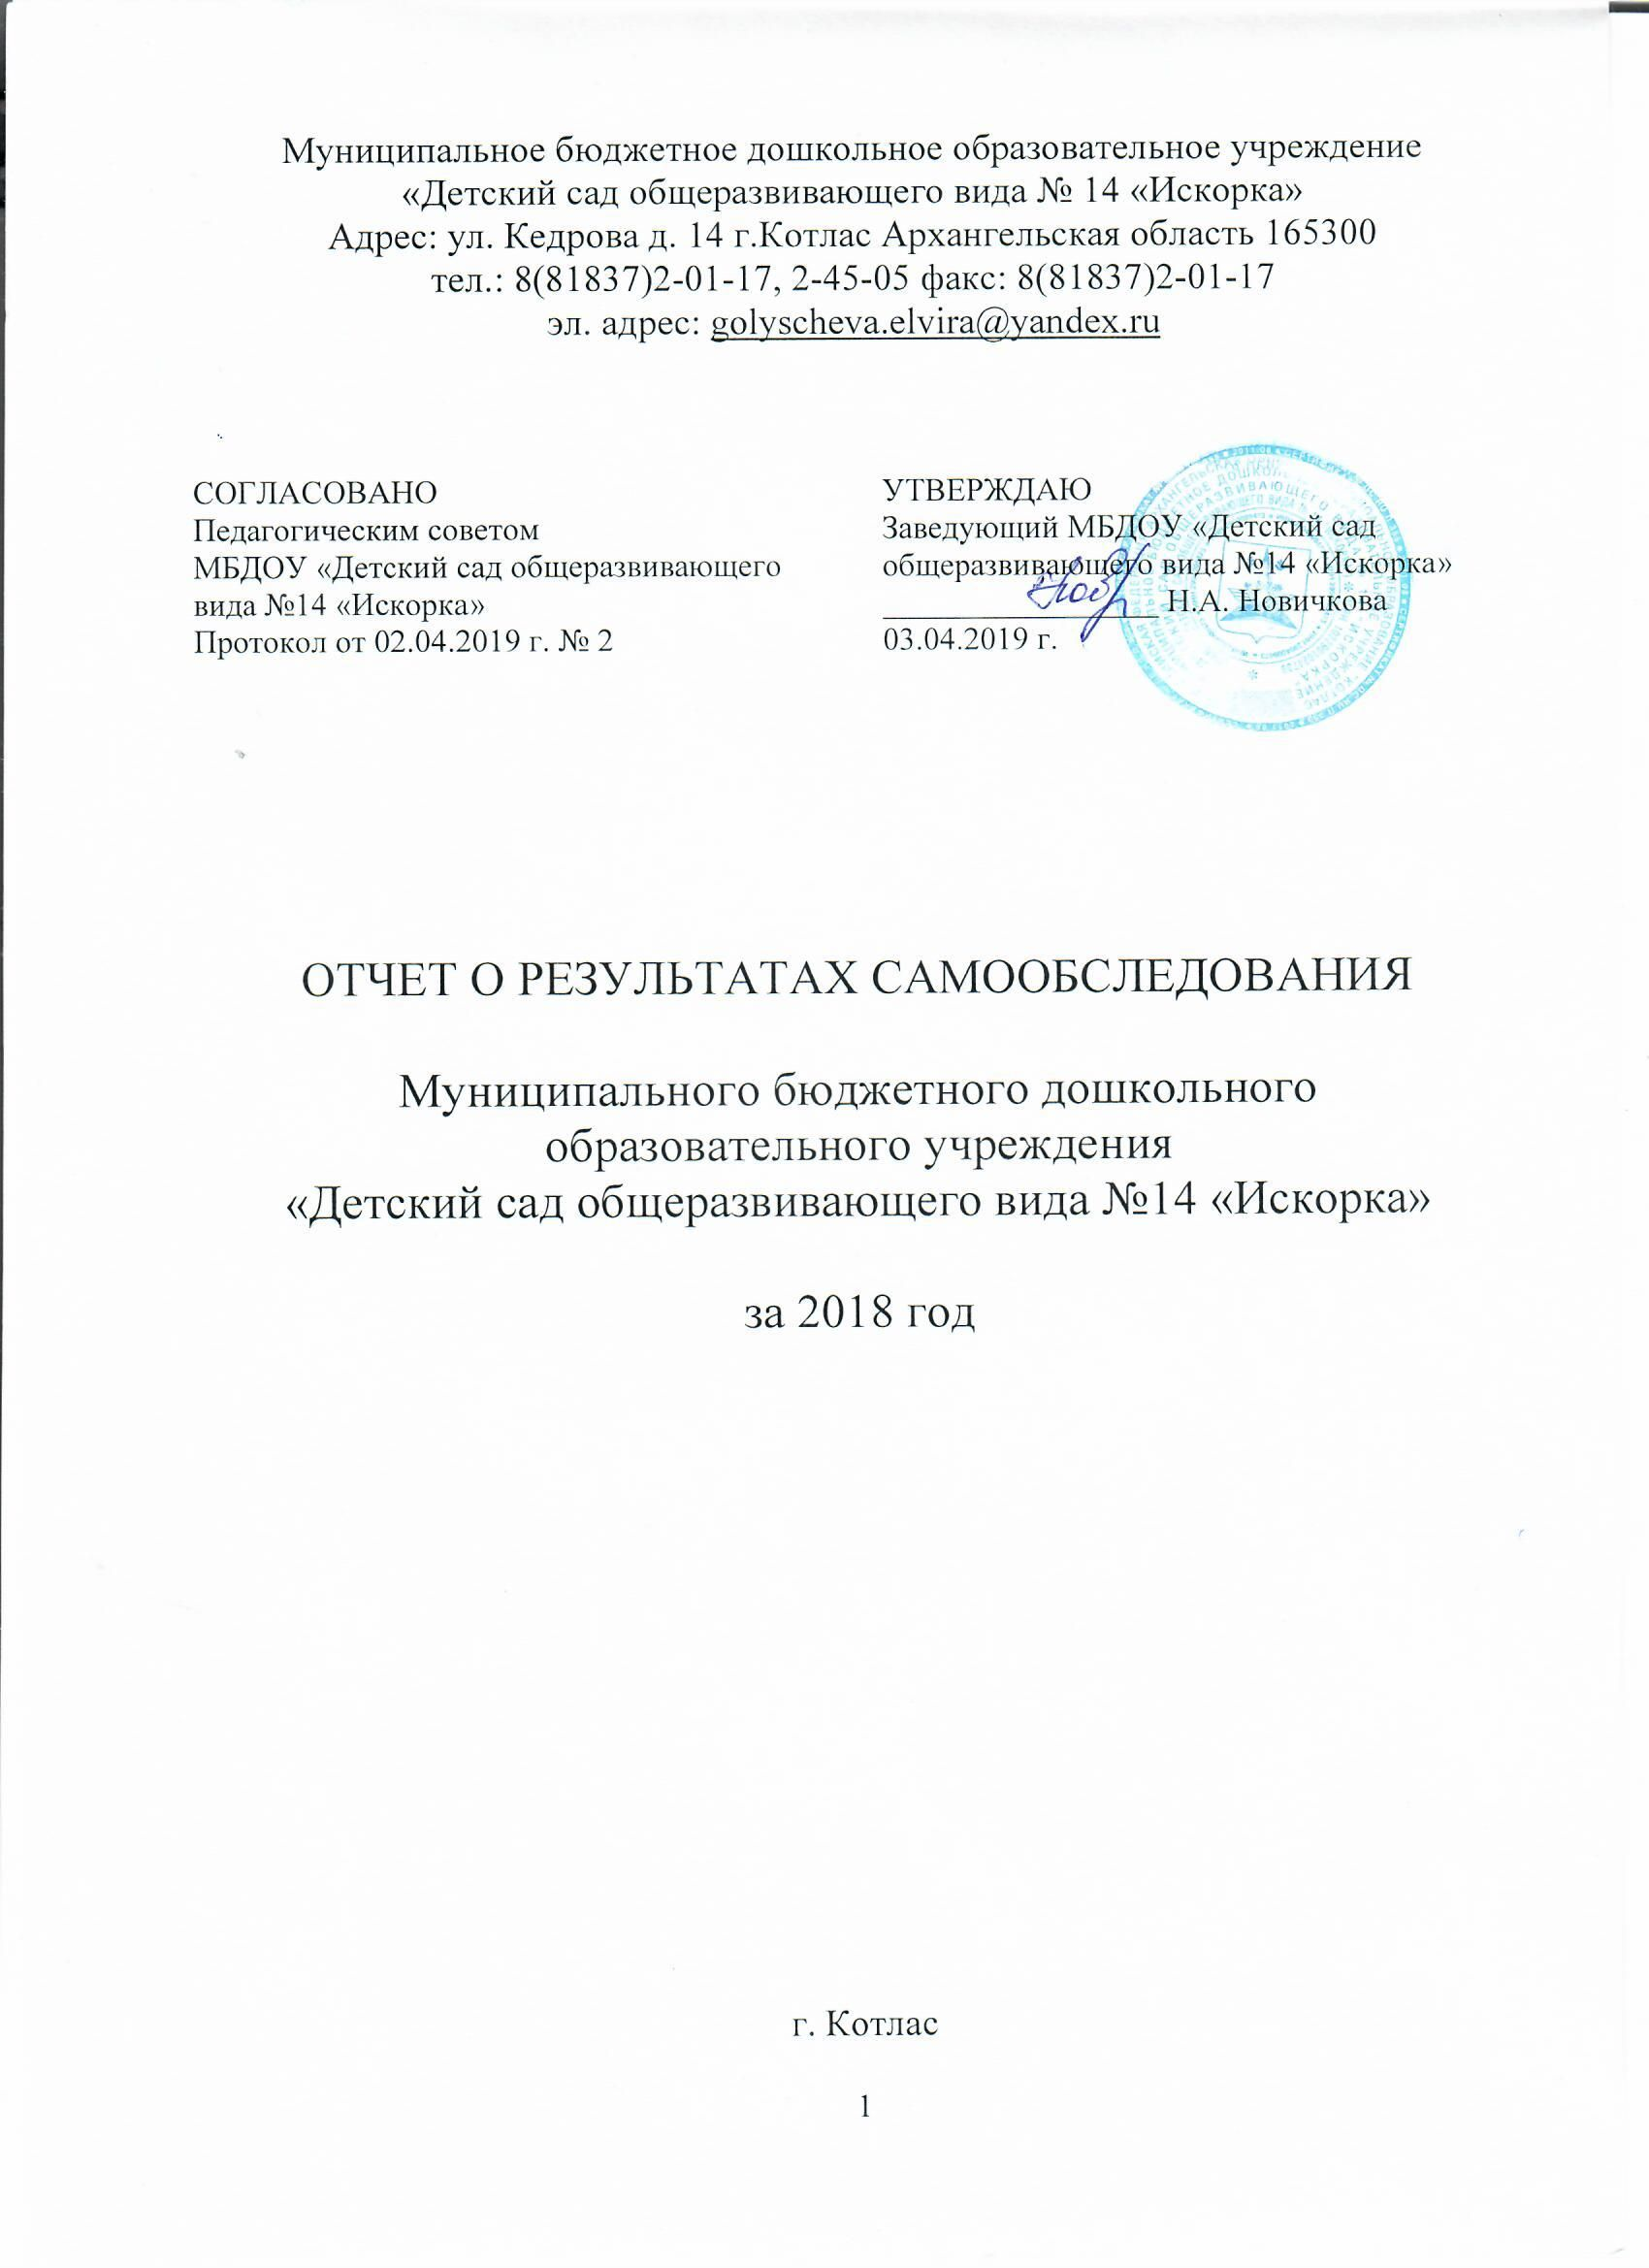 Муниципальное бюджетное дошкольное образовательное учреждение
«Детский сад общеразвивающего вида № 14 «Искорка»
Адрес: ул. Кедрова д. 14 г.Котлас Архангельская область 165300
тел.: 8(81837)2-01-17, 2-45-05 факс: 8(81837)2-01-17
эл. адрес: golyscheva.elvira@yandex.ru
СОГЛАСОВАНО
Педагогическим советом
МБДОУ «Детский сад общеразвивающего
вида №14 «Искорка»
Протокол от 02.04.2019 г. № 2
УТВЕРЖДАЮ
Заведующий МБДОУ «Детский сад
общеразвивающего вида №14 «Искорка»
Н.А. Новичкова
03.04.2019 г.
ОТЧЕТ О РЕЗУЛЬТАТАХ САМООБСЛЕДОВАНИЯ
Муниципального бюджетного дошкольного
образовательного учреждения
«Детский сад общеразвивающего вида №14 «Искорка»
за 2018 год
г. Котлас
1